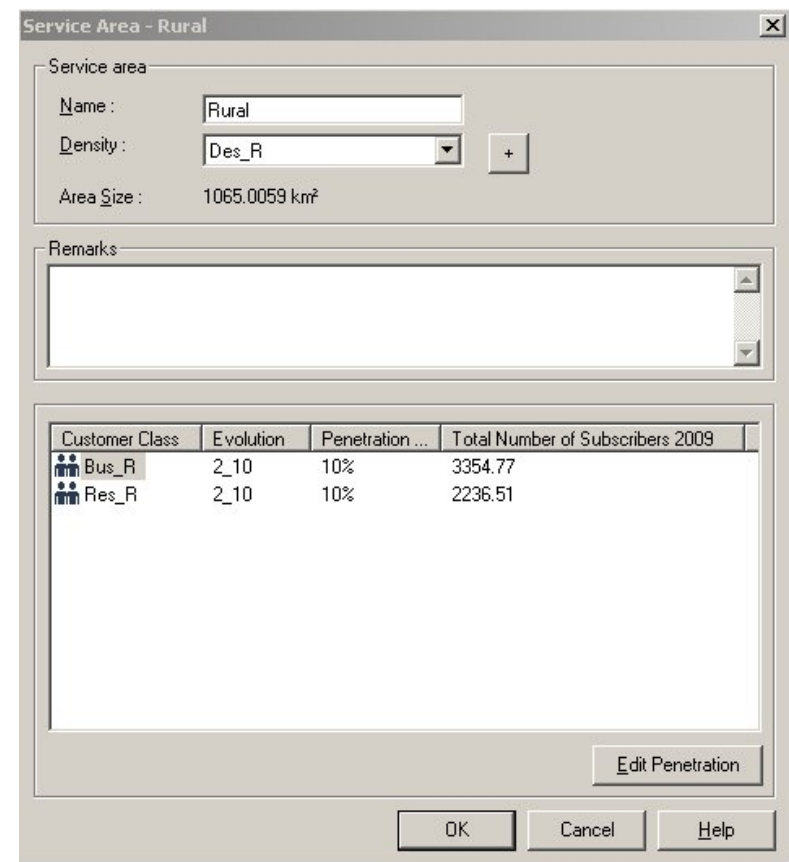 Service Area - Rural
Service area
Name :
Rural
Density :
Des_R
+
Area Size :
1065.0059 km²
Remarks
Customer Class Evolution Penetration ... Total Number of Subscribers 2009
Bus_R 2_10 10% 3354.77
Res_R 2_10 10% 2236.51
Edit Penetration
OK Cancel Help